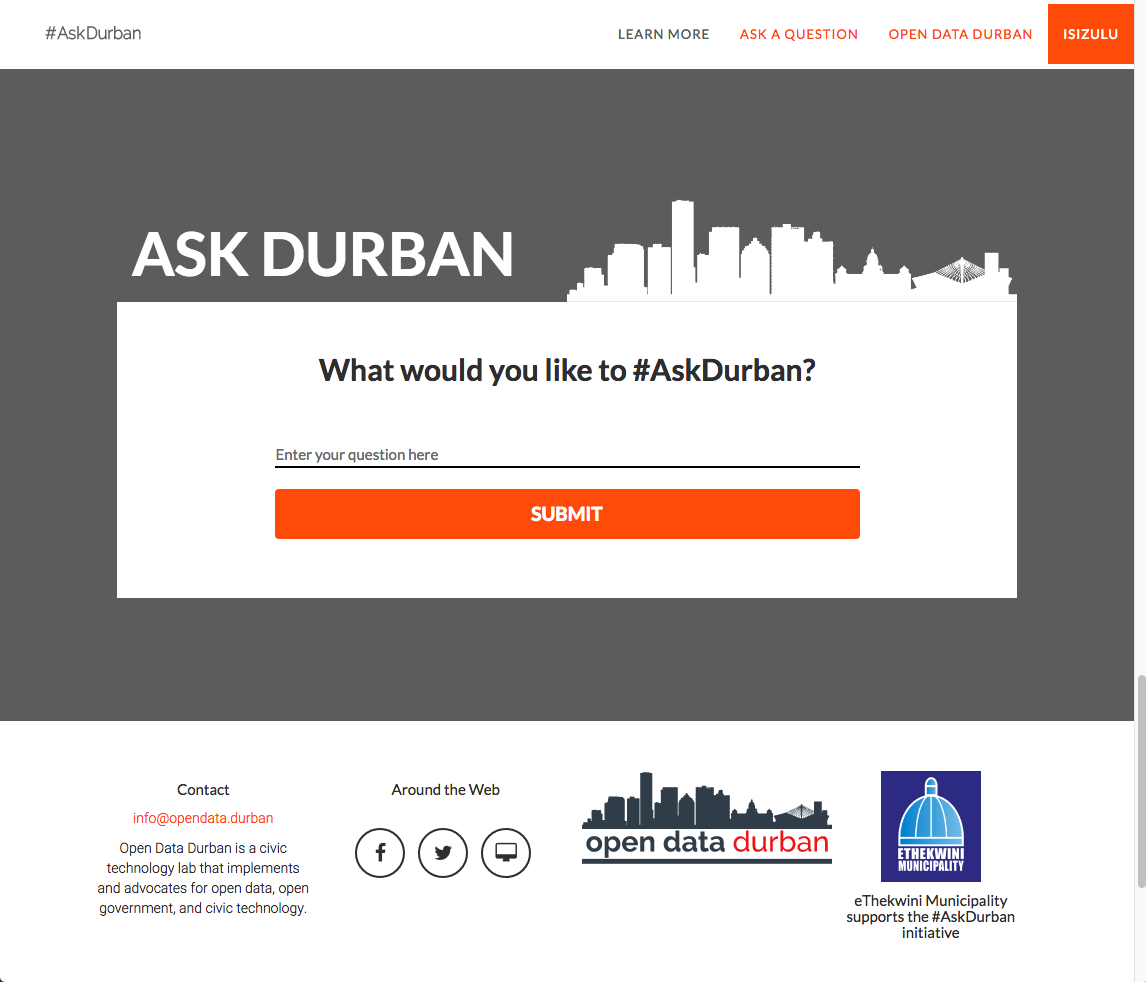 #AskDurban
LEARN MORE
ASK A QUESTION
OPEN DATA DURBAN
ISIZULU
ASK DURBAN
What would you like to #AskDurban?
Enter your question here
SUBMIT
Contact
info@opendata.durban
Open Data Durban is a civic
technology lab that implements
and advocates for open data, open
government, and civic technology.
Around the Web
open data durban
ETHEKWINI
MUNICIPALITY
eThekwini Municipality
supports the #AskDurban
initiative